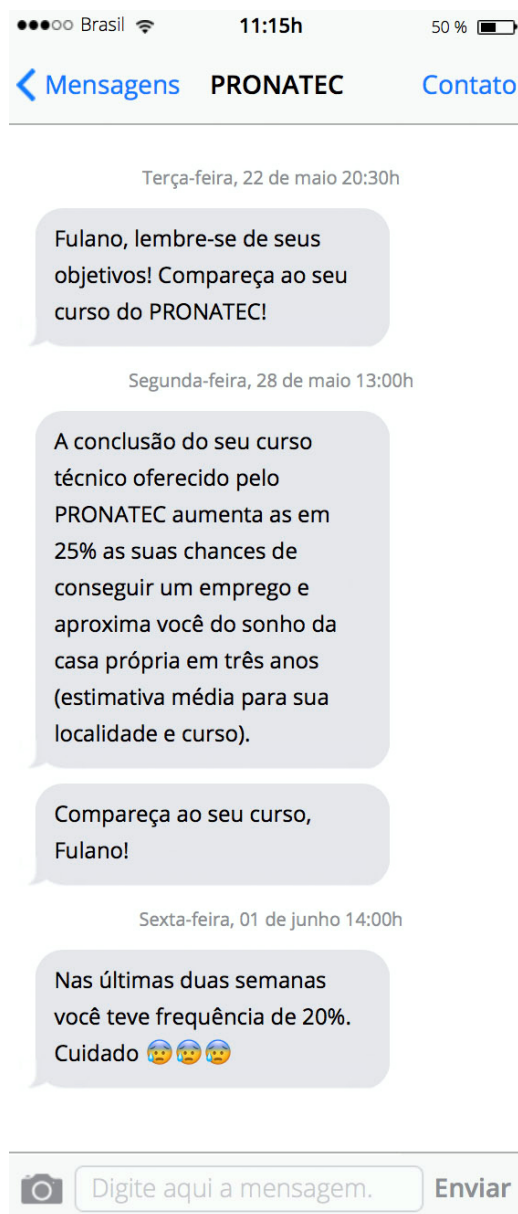 Brasil 11:15h 50 %
Mensagens PRONATEC Contato
Terça-feira, 22 de maio 20:30h
Fulano, lembre-se de seus
objetivos! Compareça ao seu
curso do PRONATEC!
Segunda-feira, 28 de maio 13:00h
A conclusão do seu curso
técnico oferecido pelo
PRONATEC aumenta as em
25% as suas chances de
conseguir um emprego e
aproxima você do sonho da
casa própria em três anos
(estimativa média para sua
localidade e curso).
Compareça ao seu curso,
Fulano!
Sexta-feira, 01 de junho 14:00h
Nas últimas duas semanas
você teve frequência de 20%.
Cuidado 😰😰😰
Digite aqui a mensagem. Enviar